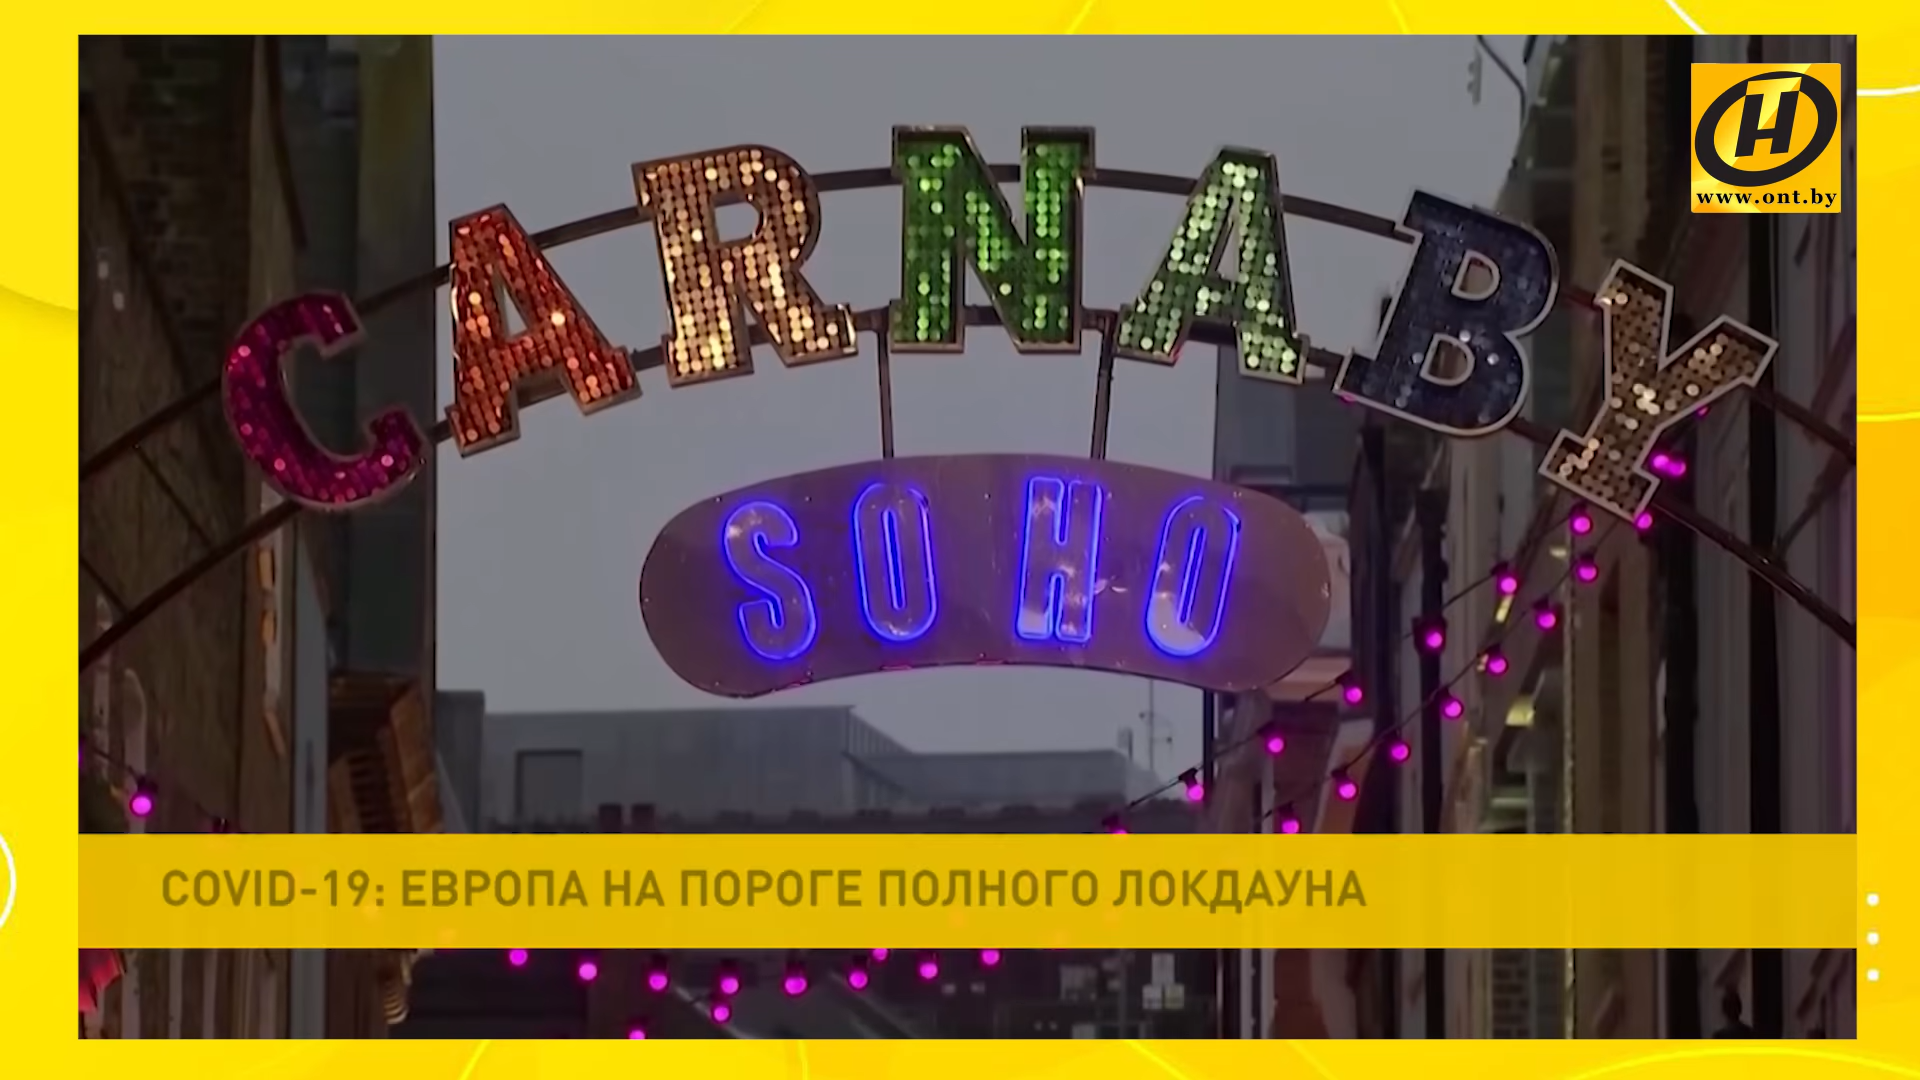 CARNABY
SOHO
www.ont.by
COVID-19: ЕВРОПА НА ПОРОГЕ ПОЛНОГО ЛОКДАУНА